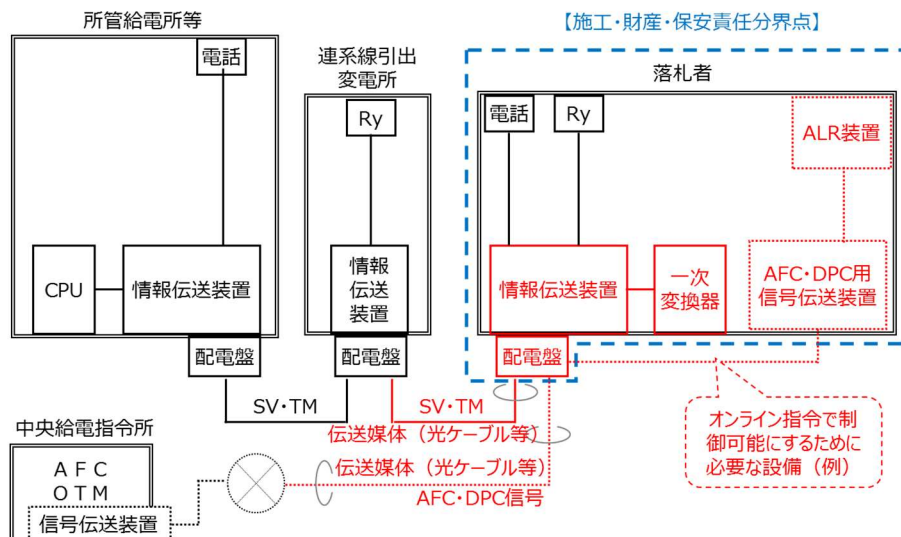 所管給電所等
電話
CPU
情報伝送装置
配電盤
連系線引出
変電所
Ry
情報
伝送
装置
配電盤
【施工・財産・保安責任分界点】
落札者
電話
Ry
ALR装置
情報伝送装置
一次
変換器
AFC・DPC用
信号伝送装置
配電盤
SV・TM
SV・TM
伝送媒体（光ケーブル等）
オンライン指令で制
御可能にするために
必要な設備（例）
中央給電指令所
ＡＦＣ
ＯＴＭ
信号伝送装置
伝送媒体（光ケーブル等）
AFC・DPC信号